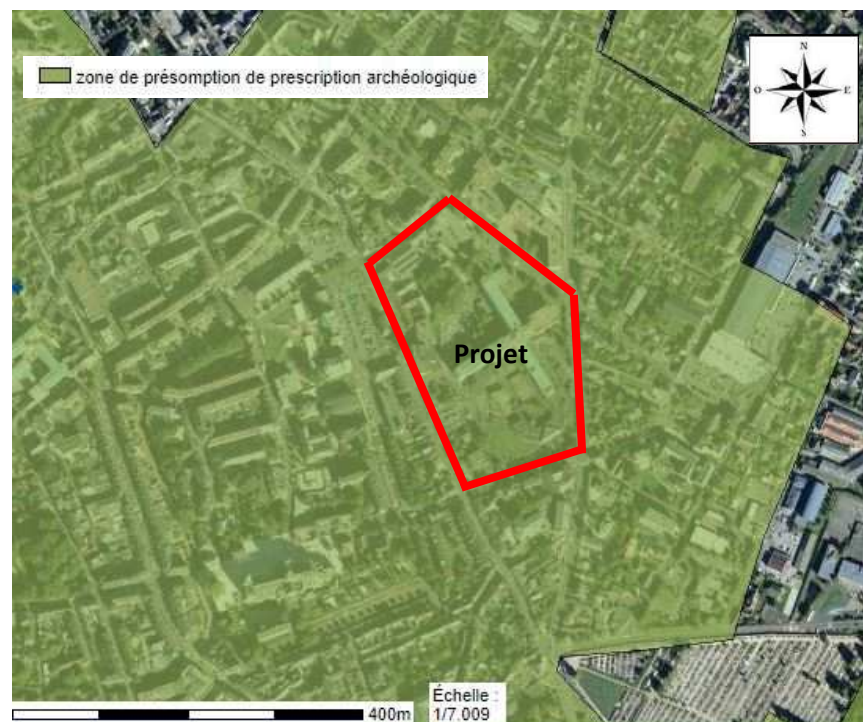 zone de présomption de prescription archéologique
N
O
E
S
Projet
400m
Échelle :
1/7.009